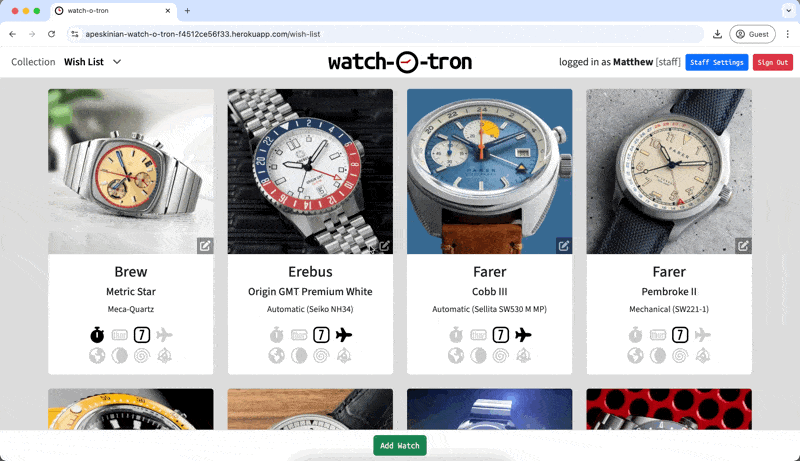 watch-o-tron
apeskinian-watch-o-tron-f4512ce56f33.herokuapp.com/wish-list
Guest
Collection
Wish List
watch-o-tron
logged in as Matthew [staff]
Staff Settings
Sign Out
Brew
Metric Star
Meca-Quartz
7
Erebus
Origin GMT Premium White
Automatic (Seiko NH34)
7
Farer
Cobb III
Automatic (Sellita SW530 M MP)
7
Farer
Pembroke II
Mechanical (SW221-1)
7
Add Watch